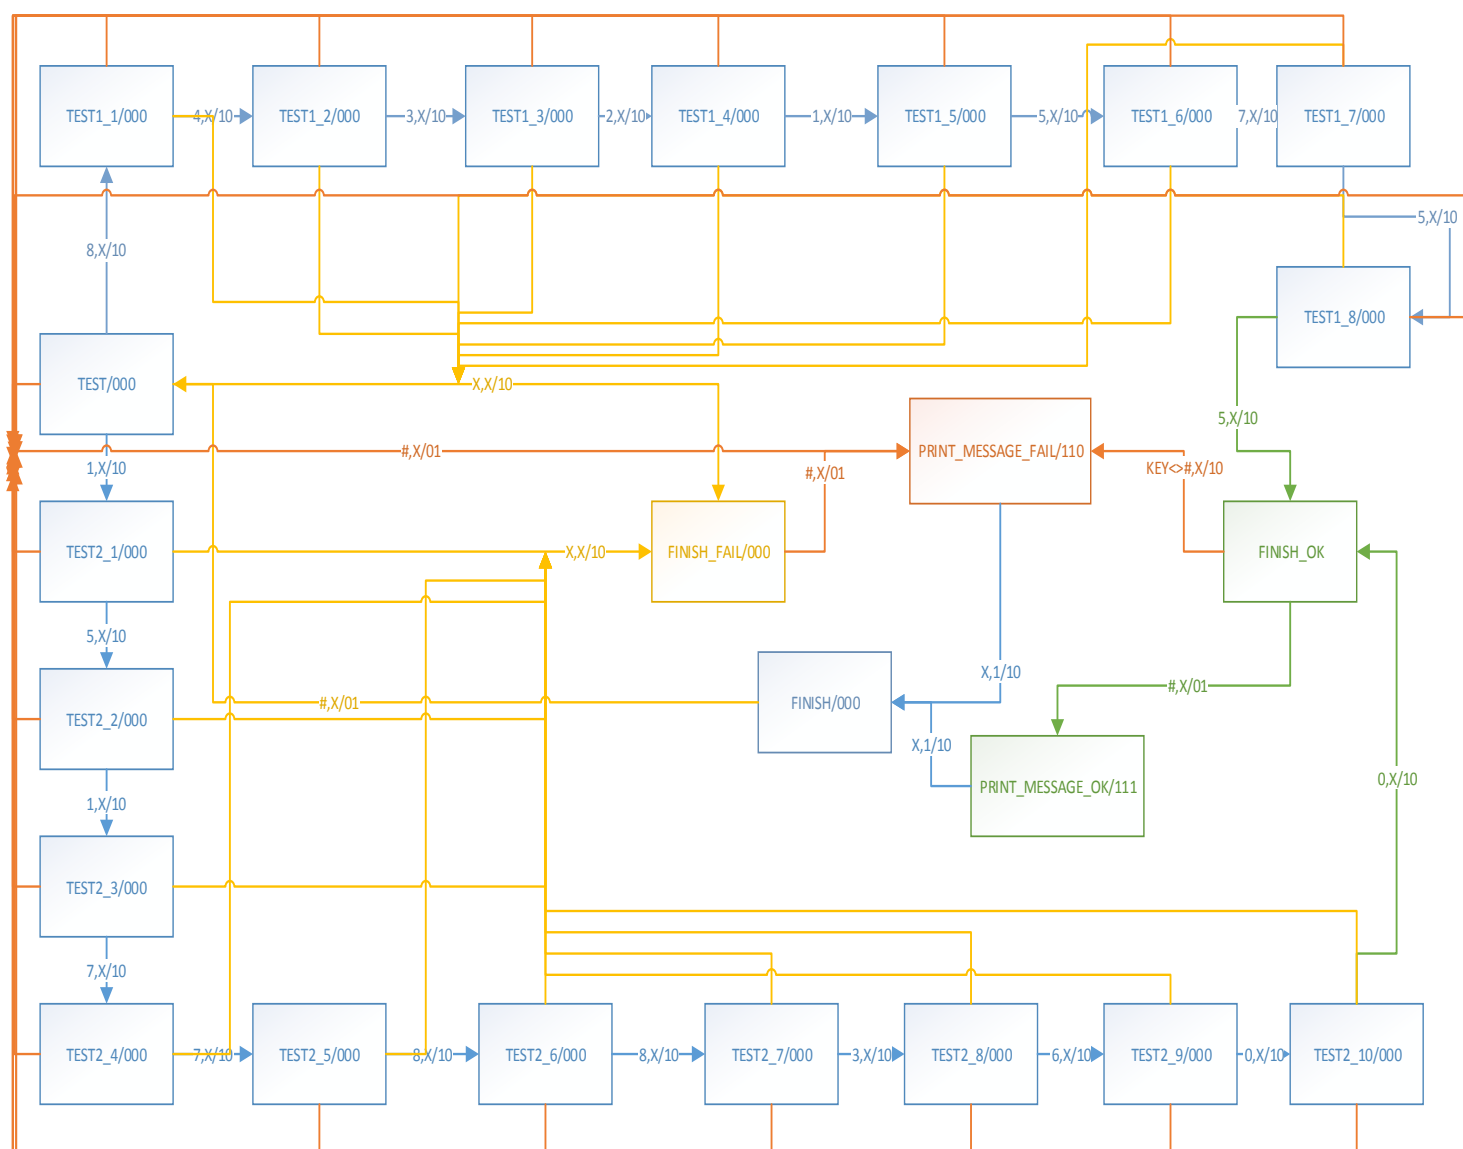 TEST1_1/000
4,X/10
TEST1_2/000
3,X/10
TEST1_3/000
2,X/10
TEST1_4/000
1,X/10
TEST1_5/000
5,X/10
TEST1_6/000
7,X/10
TEST1_7/000
5,X/10
8,X/10
TEST1_8/000
TEST/000
X,X/10
5,X/10
1,X/10
#,X/01
PRINT_MESSAGE_FAIL/110
KEY<>#,X/10
#,X/01
TEST2_1/000
X,X/10
FINISH_FAIL/000
FINISH_OK
5,X/10
X,1/10
#,X/01
TEST2_2/000
#,X/01
FINISH/000
X,1/10
0,X/10
PRINT_MESSAGE_OK/111
1,X/10
TEST2_3/000
7,X/10
TEST2_4/000
7,X/10
TEST2_5/000
8,X/10
TEST2_6/000
8,X/10
TEST2_7/000
3,X/10
TEST2_8/000
6,X/10
TEST2_9/000
0,X/10
TEST2_10/000